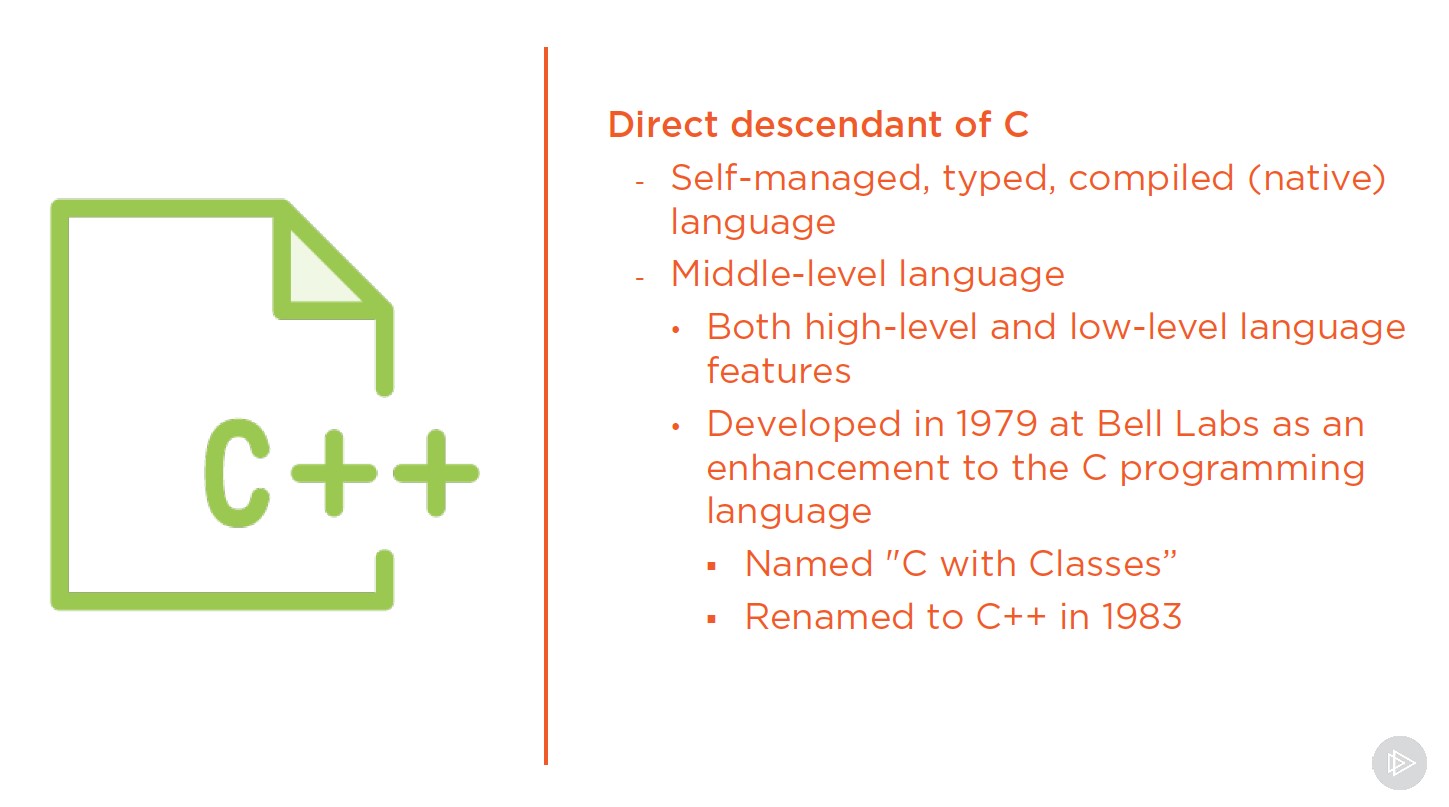 Direct descendant of C
- Self-managed, typed, compiled (native)
language
- Middle-level language
• Both high-level and low-level language
features
• Developed in 1979 at Bell Labs as an
enhancement to the C programming
language
▪ Named "C with Classes”
▪ Renamed to C++ in 1983
C++